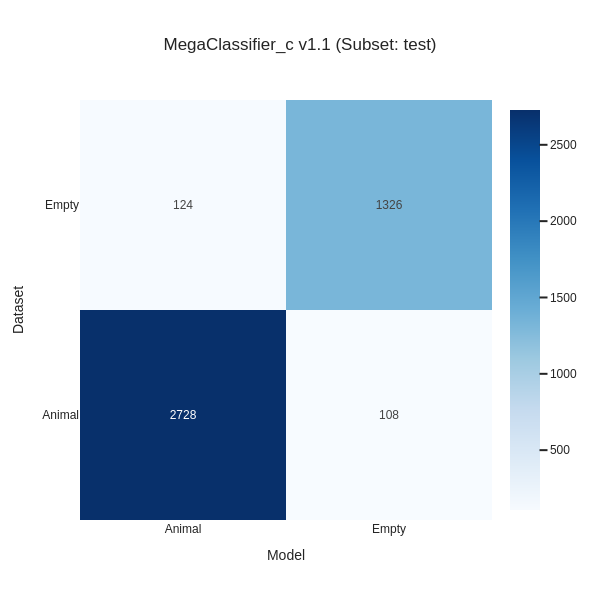 MegaClassifier_c v1.1 (Subset: test)
Empty
124
1326
Dataset
Animal
2728
108
Animal
Empty
Model
2500
2000
1500
1000
500